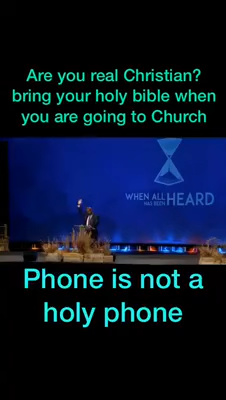 Are you real Christian?
bring your holy bible when
you are going to Church
WHEN ALL
HAS BEEN HEARD
Phone is not a
holy phone